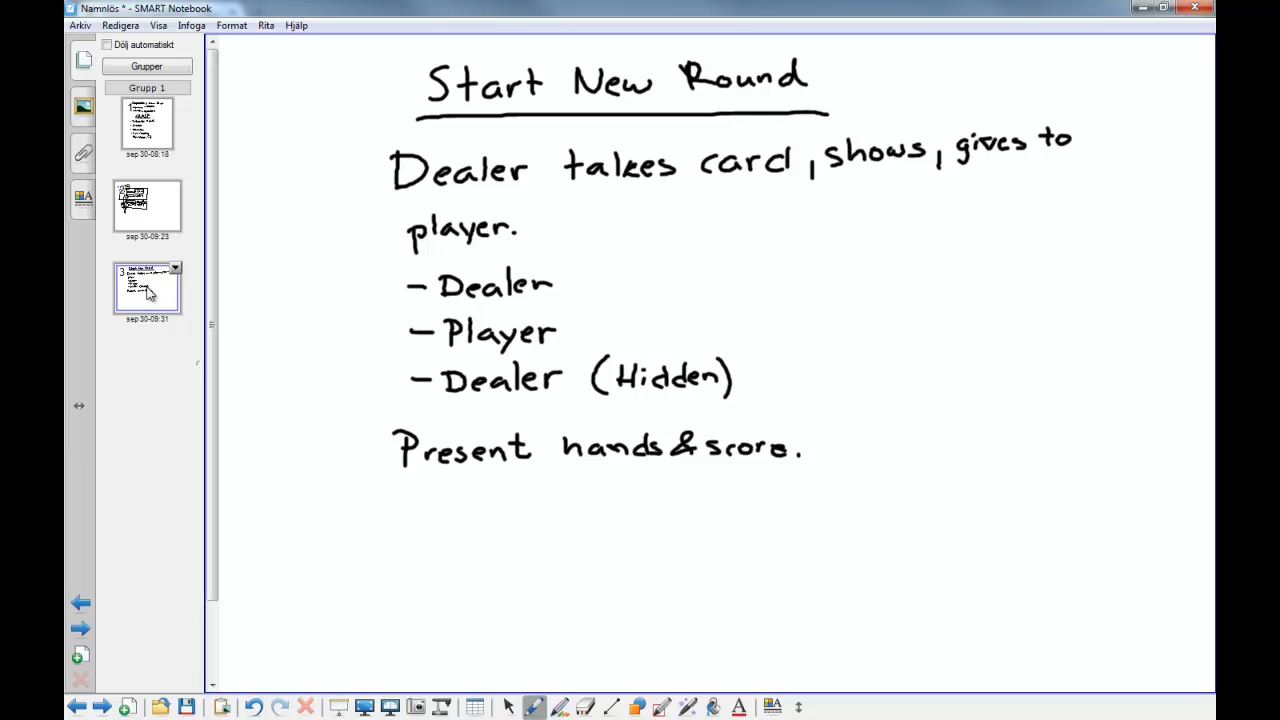 Namnlös * - SMART Notebook
Arkiv Redigera Visa Infoga Format Rita Hjälp
Dölj automatiskt
Grupper
Grupp 1
sep 30-08:18
sep 30-09:23
3
sep 30-09:31
Start New Round
Dealer takes card, shows, gives to
player.
- Dealer
- Player
- Dealer (Hidden)
Present hands & score.